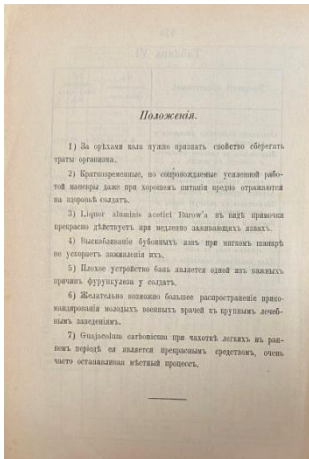 Положенія.
1) За орѣхами кола нужно признать свойство сберегать
траты организма.
2) Кратковременные, но сопровождаемые усиленной рабо-
той маневры даже при хорошемъ питаніи вредно отражаются
на здоровьѣ солдатъ.
3) Liquor aluminis acetici Burow'a въ видѣ примочки
прекрасно дѣйствуетъ при медленно заживающихъ язвахъ.
4) Выскабливаніе бубонныхъ язвъ при мягкомъ шанкрѣ
не ускоряетъ заживленія ихъ.
5) Плохое устройство бань является одной изъ важныхъ
причинъ фурункулеза у солдатъ.
6) Желательно возможно большее распространеніе прико-
мандированія молодыхъ военныхъ врачей къ крупнымъ лечеб-
нымъ заведеніямъ.
7) Guajacolum carbonicum при чахоткѣ легкихъ въ ран-
немъ періодѣ ея является прекраснымъ средствомъ, очень
часто останавливая мѣстный процессъ.